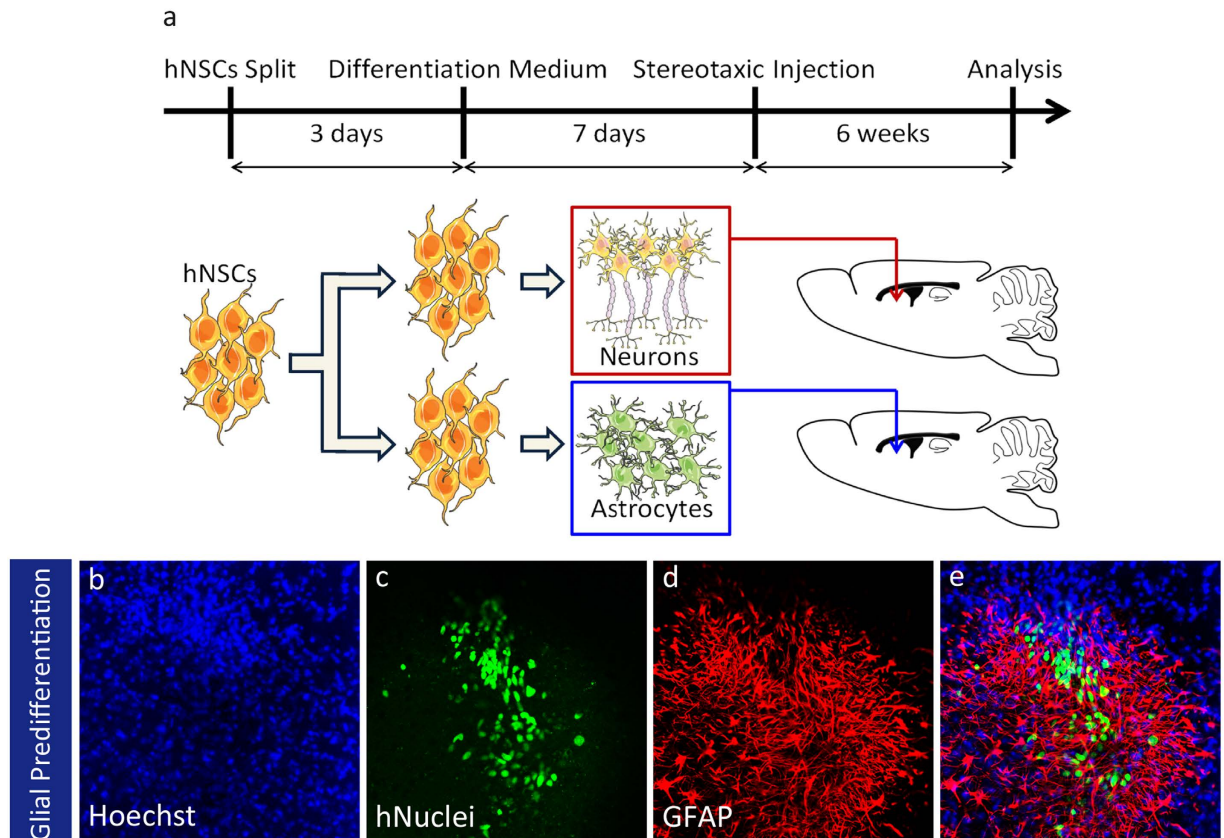 a
hNSCs Split Differentiation Medium Stereotaxic Injection Analysis
3 days 7 days 6 weeks
hNSCs
Neurons
Astrocytes
Glial Predifferentiation
b c d e
Hoechst hNuclei GFAP